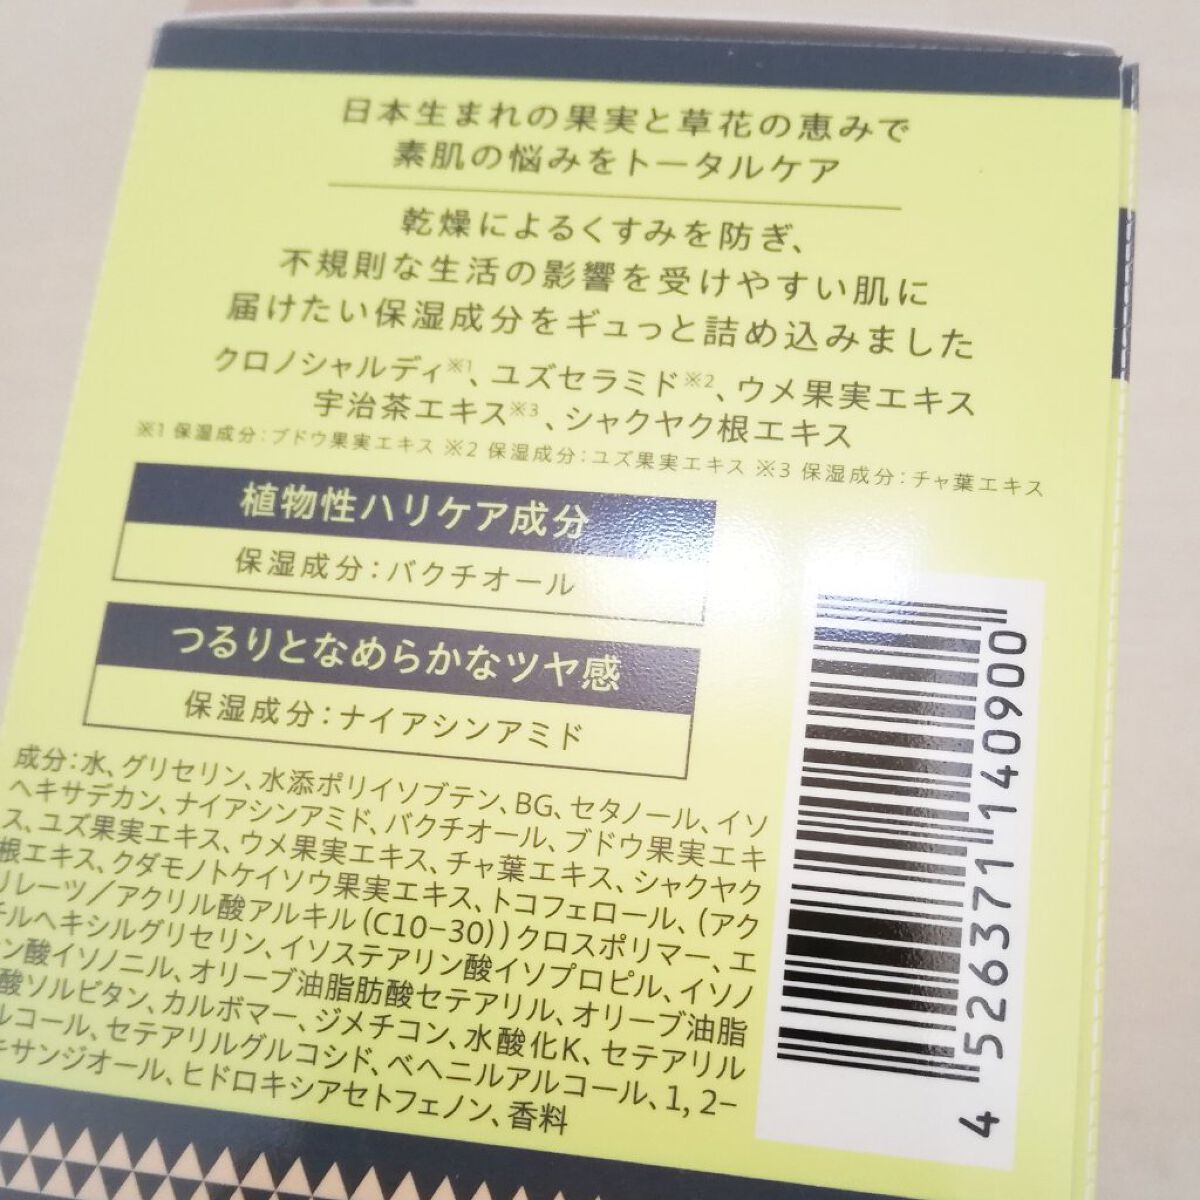 日本生まれの果実と草花の恵みで
素肌の悩みをトータルケア
乾燥によるくすみを防ぎ、
不規則な生活の影響を受けやすい肌に
届けたい保湿成分をギュっと詰め込みました
クロノシャルディ※1、ユズセラミド※2、ウメ果実エキス
宇治茶エキス※3、シャクヤク根エキス
※1 保湿成分：ブドウ果実エキス ※2 保湿成分：ユズ果実エキス ※3 保湿成分：チャ葉エキス
植物性ハリケア成分
保湿成分：バクチオール
つるりとなめらかなツヤ感
保湿成分：ナイアシンアミド
成分：水、グリセリン、水添ポリイソブテン、BG、セタノール、イソ
ヘキサデカン、ナイアシンアミド、バクチオール、ブドウ果実エキ
ス、ユズ果実エキス、ウメ果実エキス、チャ葉エキス、シャクヤク
根エキス、クダモノトケイソウ果実エキス、トコフェロール、（アク
リレーツ／アクリル酸アルキル（C10-30））クロスポリマー、エ
チルヘキシルグリセリン、イソステアリン酸イソプロピル、イソノ
ン酸イソノニル、オリーブ油脂肪酸セテアリル、オリーブ油脂
酸ソルビタン、カルボマー、ジメチコン、水酸化K、セテアリル
ルコール、セテアリルグルコシド、ベヘニルアルコール、1,2-
キサンジオール、ヒドロキシアセトフェノン、香料
4 526371 140900